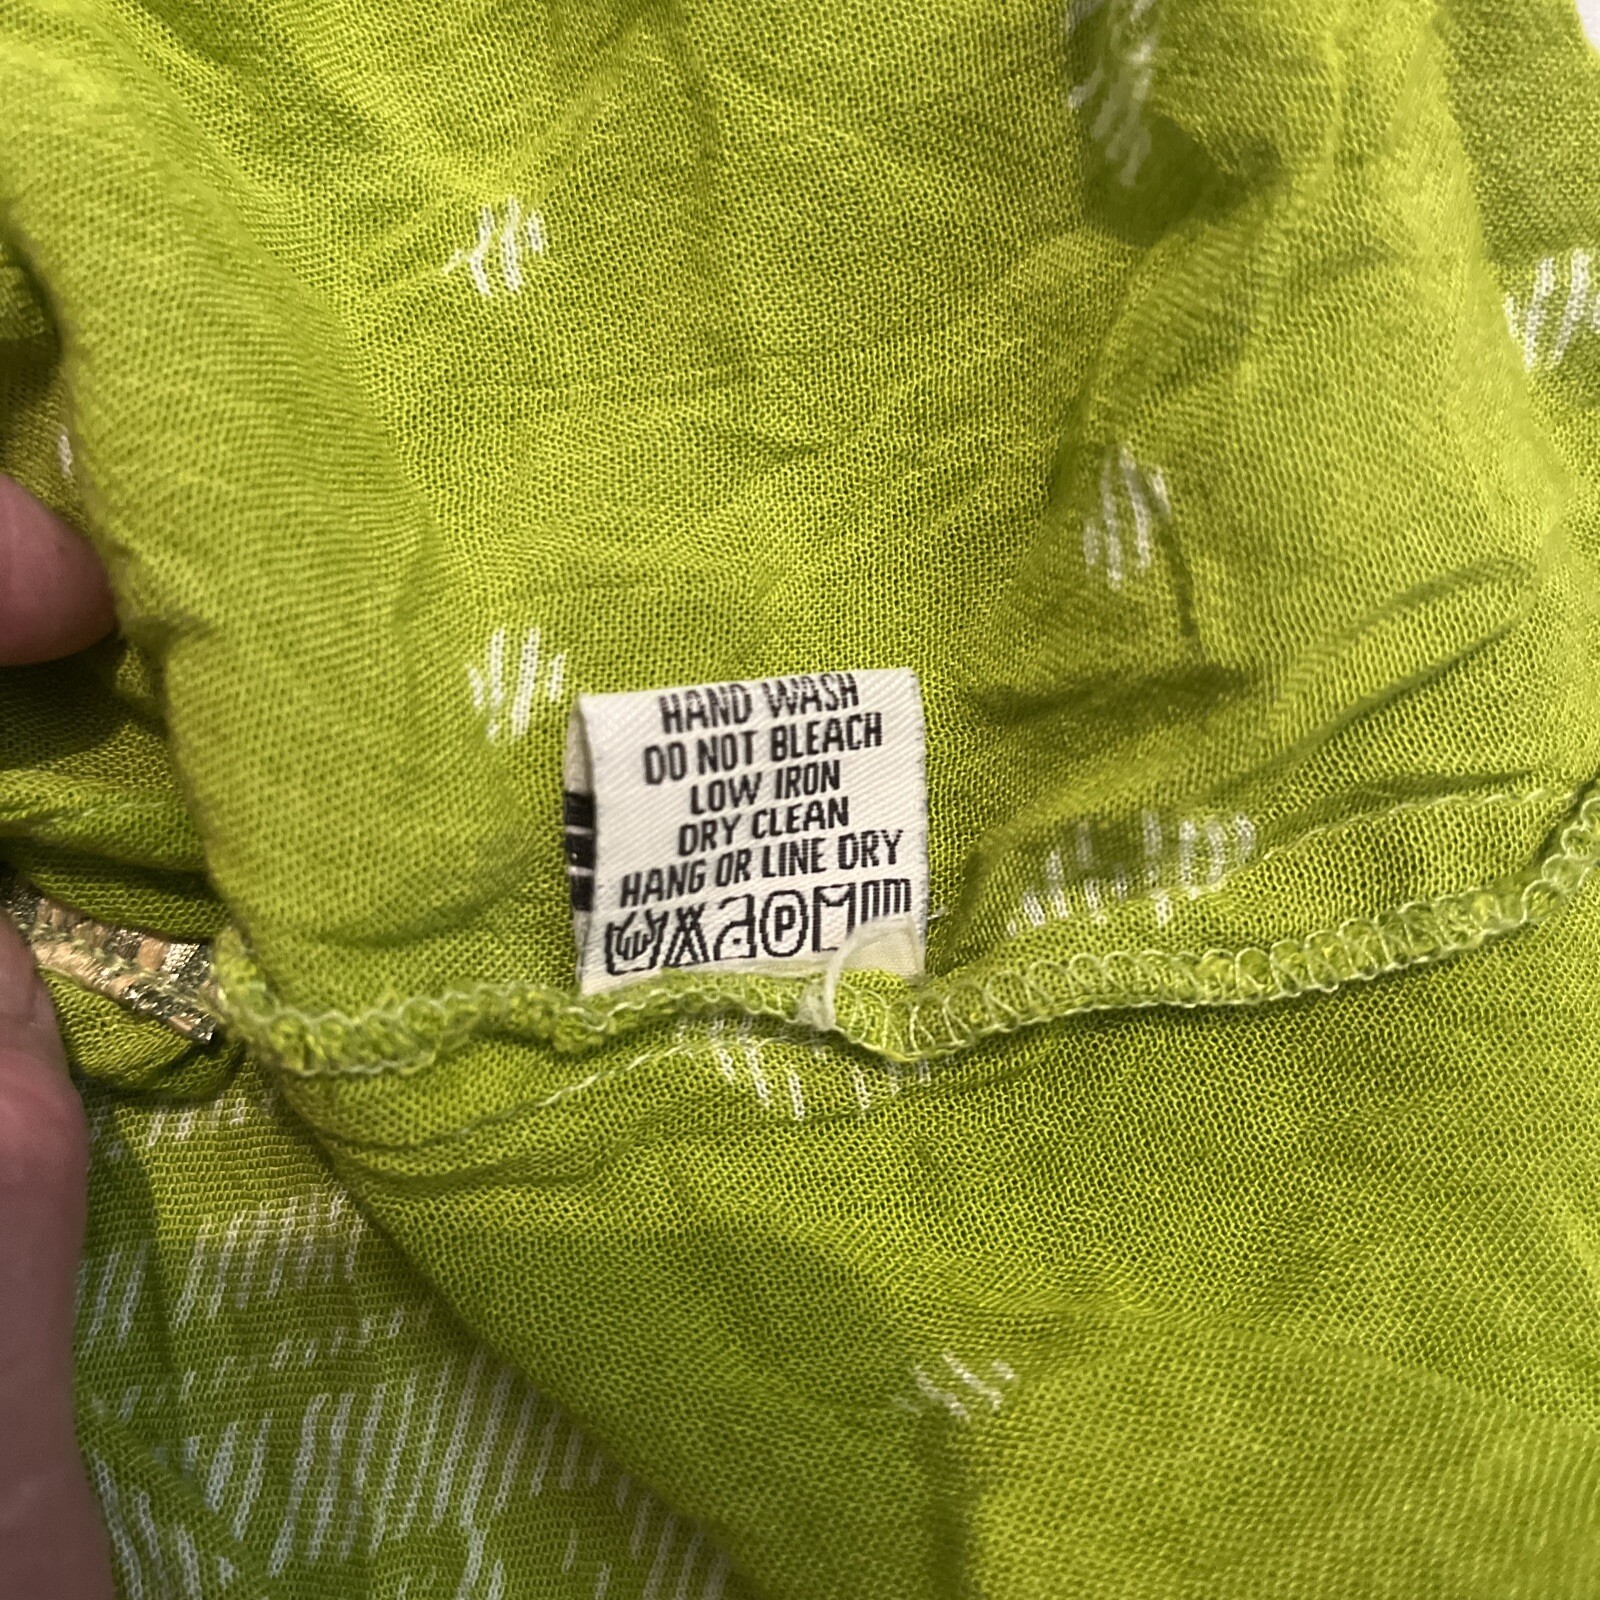 HAND WASH
DO NOT BLEACH
LOW IRON
DRY CLEAN
HANG OR LINE DRY
P